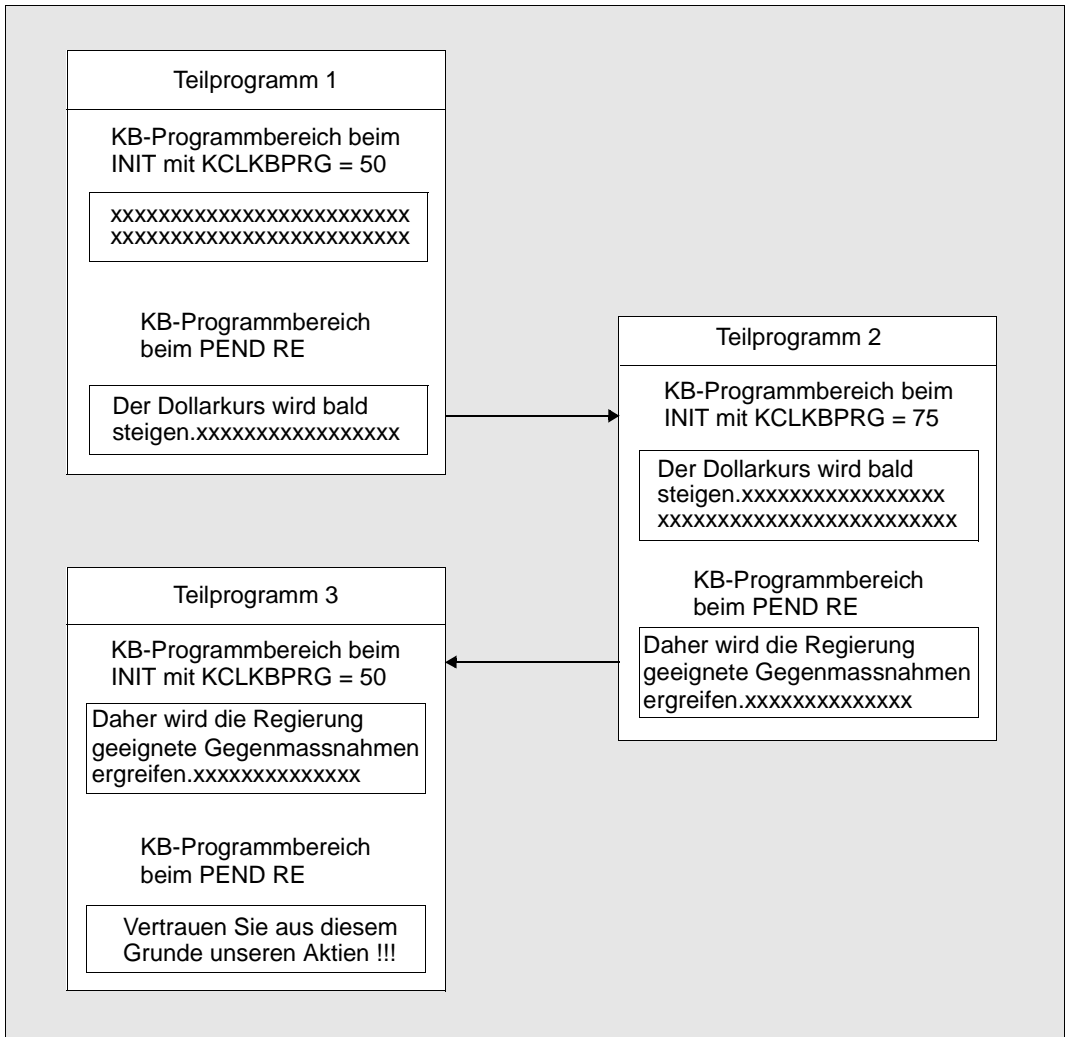 Teilprogramm 1
KB-Programmbereich beim
INIT mit KCLKBPRG = 50
xxxxxxxxxxxxxxxxxxxxxxxxx
xxxxxxxxxxxxxxxxxxxxxxxxx
KB-Programmbereich
beim PEND RE
Der Dollarkurs wird bald
steigen.xxxxxxxxxxxxxxxxx
Teilprogramm 2
KB-Programmbereich beim
INIT mit KCLKBPRG = 75
Der Dollarkurs wird bald
steigen.xxxxxxxxxxxxxxxxx
xxxxxxxxxxxxxxxxxxxxxxxxx
KB-Programmbereich
beim PEND RE
Daher wird die Regierung
geeignete Gegenmassnahmen
ergreifen.xxxxxxxxxxxxxx
Teilprogramm 3
KB-Programmbereich beim
INIT mit KCLKBPRG = 50
Daher wird die Regierung
geeignete Gegenmassnahmen
ergreifen.xxxxxxxxxxxxxx
KB-Programmbereich
beim PEND RE
Vertrauen Sie aus diesem
Grunde unseren Aktien !!!